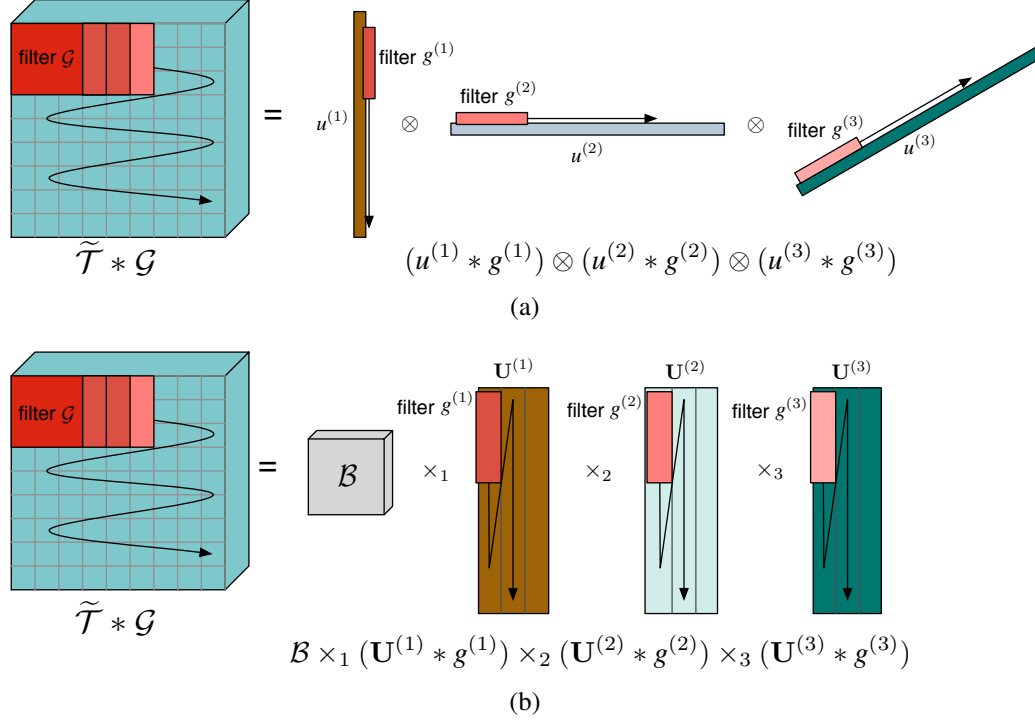 filter 𝒢
filter g⁽¹⁾
filter g⁽²⁾
filter g⁽³⁾
=
u⁽¹⁾
⊗
u⁽²⁾
⊗
u⁽³⁾
𝒯̃ ∗ 𝒢
(u⁽¹⁾ ∗ g⁽¹⁾) ⊗ (u⁽²⁾ ∗ g⁽²⁾) ⊗ (u⁽³⁾ ∗ g⁽³⁾)
(a)
U⁽¹⁾
U⁽²⁾
U⁽³⁾
filter 𝒢
filter g⁽¹⁾
filter g⁽²⁾
filter g⁽³⁾
=
ℬ
×₁
×₂
×₃
𝒯̃ ∗ 𝒢
ℬ ×₁ (U⁽¹⁾ ∗ g⁽¹⁾) ×₂ (U⁽²⁾ ∗ g⁽²⁾) ×₃ (U⁽³⁾ ∗ g⁽³⁾)
(b)